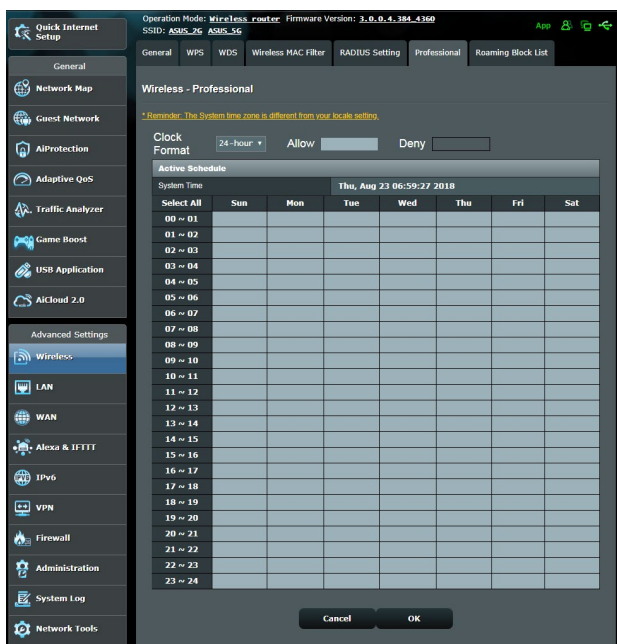 Quick Internet
Setup
General
Network Map
Guest Network
AiProtection
Adaptive QoS
Traffic Analyzer
Game Boost
USB Application
AiCloud 2.0
Advanced Settings
Wireless
LAN
WAN
Alexa & IFTTT
IPv6
VPN
Firewall
Administration
System Log
Network Tools
Operation Mode: Wireless router Firmware Version: 3.0.0.4.384_4360
SSID: ASUS_2G ASUS_5G
App
General WPS WDS Wireless MAC Filter RADIUS Setting Professional Roaming Block List
Wireless - Professional
* Reminder: The System time zone is different from your locale setting.
Clock
Format 24-hour Allow Deny
Active Schedule
System Time Thu, Aug 23 06:59:27 2018
Select All Sun Mon Tue Wed Thu Fri Sat
00 ~ 01
01 ~ 02
02 ~ 03
03 ~ 04
04 ~ 05
05 ~ 06
06 ~ 07
07 ~ 08
08 ~ 09
09 ~ 10
10 ~ 11
11 ~ 12
12 ~ 13
13 ~ 14
14 ~ 15
15 ~ 16
16 ~ 17
17 ~ 18
18 ~ 19
19 ~ 20
20 ~ 21
21 ~ 22
22 ~ 23
23 ~ 24
Cancel OK